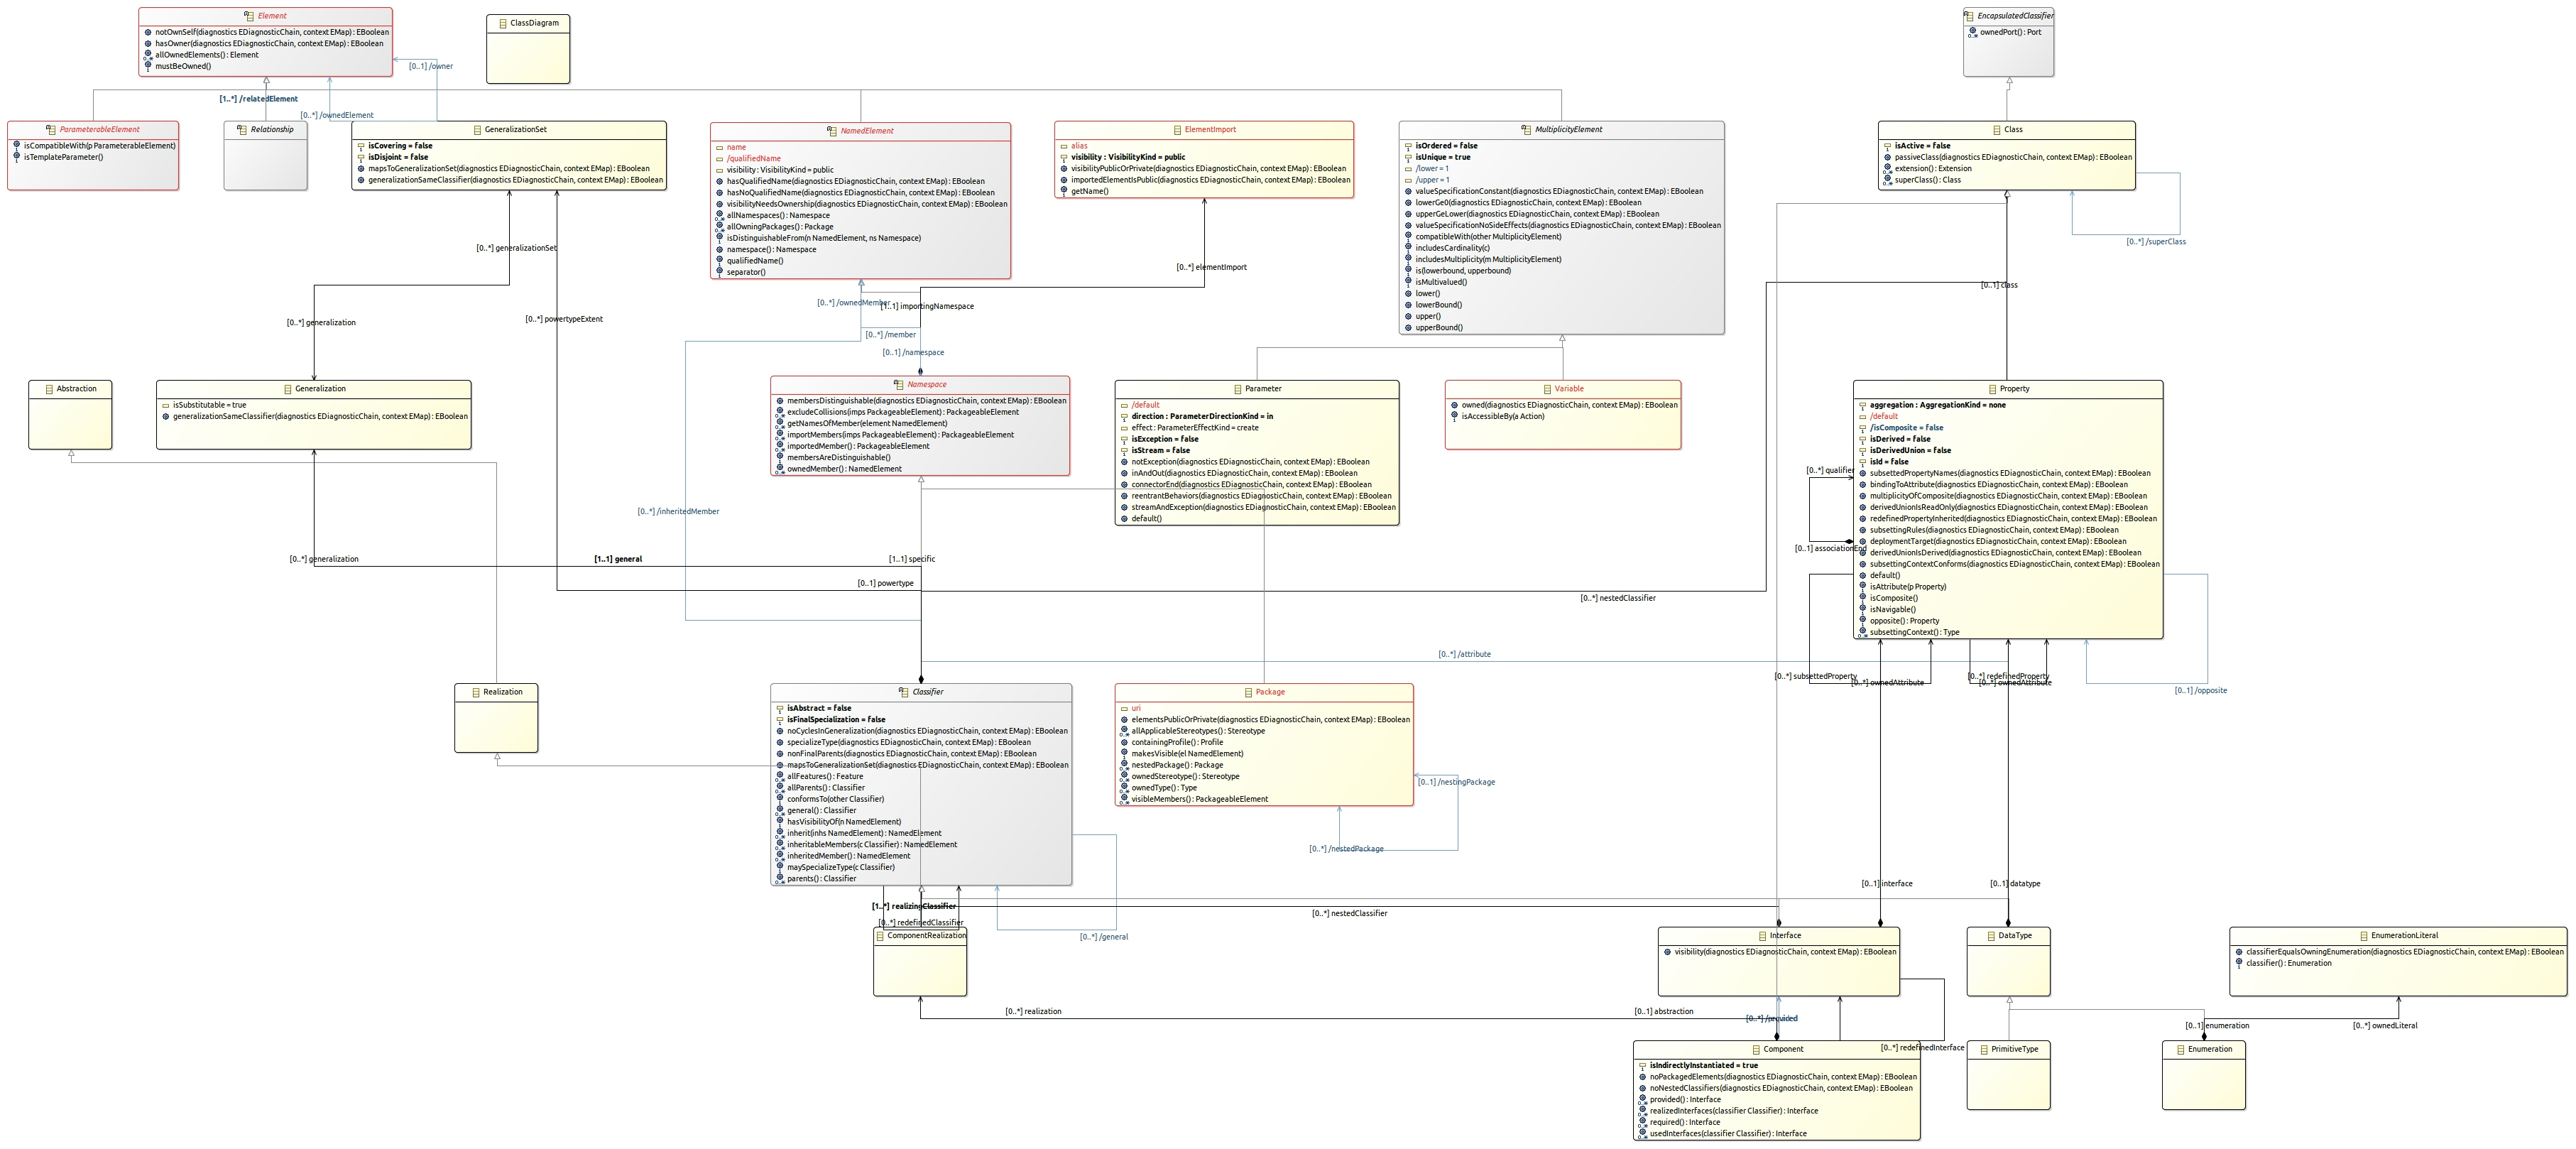 Element
notOwnSelf(diagnostics EDiagnosticChain, context EMap) : EBoolean
hasOwner(diagnostics EDiagnosticChain, context EMap) : EBoolean
allOwnedElements() : Element
mustBeOwned()
ClassDiagram
EncapsulatedClassifier
ownedPort() : Port
[0..1] /owner
[1..*] /relatedElement
[0..*] /ownedElement
ParameterableElement
isCompatibleWith(p ParameterableElement)
isTemplateParameter()
Relationship
GeneralizationSet
isCovering = false
isDisjoint = false
mapsToGeneralizationSet(diagnostics EDiagnosticChain, context EMap) : EBoolean
generalizationSameClassifier(diagnostics EDiagnosticChain, context EMap) : EBoolean
NamedElement
name
/qualifiedName
visibility : VisibilityKind = public
hasQualifiedName(diagnostics EDiagnosticChain, context EMap) : EBoolean
hasNoQualifiedName(diagnostics EDiagnosticChain, context EMap) : EBoolean
visibilityNeedsOwnership(diagnostics EDiagnosticChain, context EMap) : EBoolean
allNamespaces() : Namespace
allOwningPackages() : Package
isDistinguishableFrom(n NamedElement, ns Namespace)
namespace() : Namespace
qualifiedName()
separator()
ElementImport
alias
visibility : VisibilityKind = public
visibilityPublicOrPrivate(diagnostics EDiagnosticChain, context EMap) : EBoolean
importedElementIsPublic(diagnostics EDiagnosticChain, context EMap) : EBoolean
getName()
MultiplicityElement
isOrdered = false
isUnique = true
/lower = 1
/upper = 1
valueSpecificationConstant(diagnostics EDiagnosticChain, context EMap) : EBoolean
lowerGe0(diagnostics EDiagnosticChain, context EMap) : EBoolean
upperGeLower(diagnostics EDiagnosticChain, context EMap) : EBoolean
valueSpecificationNoSideEffects(diagnostics EDiagnosticChain, context EMap) : EBoolean
compatibleWith(other MultiplicityElement)
includesCardinality(c)
includesMultiplicity(m MultiplicityElement)
is(lowerbound, upperbound)
isMultivalued()
lower()
lowerBound()
upper()
upperBound()
Class
isActive = false
passiveClass(diagnostics EDiagnosticChain, context EMap) : EBoolean
extension() : Extension
superClass() : Class
[0..*] /superClass
[0..*] generalizationSet
[0..*] elementImport
[0..1] class
[0..*] /ownedMember
[1..1] importingNamespace
[0..*] generalization
[0..*] powertypeExtent
[0..*] /member
[0..1] /namespace
Abstraction
Generalization
isSubstitutable = true
generalizationSameClassifier(diagnostics EDiagnosticChain, context EMap) : EBoolean
Namespace
membersDistinguishable(diagnostics EDiagnosticChain, context EMap) : EBoolean
excludeCollisions(imps PackageableElement) : PackageableElement
getNamesOfMember(element NamedElement)
importMembers(imps PackageableElement) : PackageableElement
importedMember() : PackageableElement
membersAreDistinguishable()
ownedMember() : NamedElement
Parameter
/default
direction : ParameterDirectionKind = in
effect : ParameterEffectKind = create
isException = false
isStream = false
notException(diagnostics EDiagnosticChain, context EMap) : EBoolean
inAndOut(diagnostics EDiagnosticChain, context EMap) : EBoolean
connectorEnd(diagnostics EDiagnosticChain, context EMap) : EBoolean
reentrantBehaviors(diagnostics EDiagnosticChain, context EMap) : EBoolean
streamAndException(diagnostics EDiagnosticChain, context EMap) : EBoolean
default()
Variable
owned(diagnostics EDiagnosticChain, context EMap) : EBoolean
isAccessibleBy(a Action)
Property
aggregation : AggregationKind = none
/default
/isComposite = false
isDerived = false
isDerivedUnion = false
isId = false
subsettedPropertyNames(diagnostics EDiagnosticChain, context EMap) : EBoolean
bindingToAttribute(diagnostics EDiagnosticChain, context EMap) : EBoolean
multiplicityOfComposite(diagnostics EDiagnosticChain, context EMap) : EBoolean
derivedUnionIsReadOnly(diagnostics EDiagnosticChain, context EMap) : EBoolean
redefinedPropertyInherited(diagnostics EDiagnosticChain, context EMap) : EBoolean
subsettingRules(diagnostics EDiagnosticChain, context EMap) : EBoolean
deploymentTarget(diagnostics EDiagnosticChain, context EMap) : EBoolean
derivedUnionIsDerived(diagnostics EDiagnosticChain, context EMap) : EBoolean
subsettingContextConforms(diagnostics EDiagnosticChain, context EMap) : EBoolean
default()
isAttribute(p Property)
isComposite()
isNavigable()
opposite() : Property
subsettingContext() : Type
[0..*] qualifier
[0..1] associationEnd
[0..*] /inheritedMember
[0..*] generalization
[1..1] general
[1..1] specific
[0..1] powertype
[0..*] nestedClassifier
[0..*] /attribute
[0..*] subsettedProperty
[0..*] ownedAttribute
[0..*] redefinedProperty
[0..*] ownedAttribute
[0..1] /opposite
Realization
Classifier
isAbstract = false
isFinalSpecialization = false
noCyclesInGeneralization(diagnostics EDiagnosticChain, context EMap) : EBoolean
specializeType(diagnostics EDiagnosticChain, context EMap) : EBoolean
nonFinalParents(diagnostics EDiagnosticChain, context EMap) : EBoolean
mapsToGeneralizationSet(diagnostics EDiagnosticChain, context EMap) : EBoolean
allFeatures() : Feature
allParents() : Classifier
conformsTo(other Classifier)
general() : Classifier
hasVisibilityOf(n NamedElement)
inherit(inhs NamedElement) : NamedElement
inheritableMembers(c Classifier) : NamedElement
inheritedMember() : NamedElement
maySpecializeType(c Classifier)
parents() : Classifier
Package
uri
elementsPublicOrPrivate(diagnostics EDiagnosticChain, context EMap) : EBoolean
allApplicableStereotypes() : Stereotype
containingProfile() : Profile
makesVisible(el NamedElement)
nestedPackage() : Package
ownedStereotype() : Stereotype
ownedType() : Type
visibleMembers() : PackageableElement
[0..1] /nestingPackage
[0..*] /nestedPackage
[0..1] interface
[0..1] datatype
[1..*] realizingClassifier
[0..*] redefinedClassifier
[0..*] nestedClassifier
[0..*] /general
ComponentRealization
Interface
visibility(diagnostics EDiagnosticChain, context EMap) : EBoolean
DataType
EnumerationLiteral
classifierEqualsOwningEnumeration(diagnostics EDiagnosticChain, context EMap) : EBoolean
classifier() : Enumeration
[0..*] realization
[0..1] abstraction
[0..1] enumeration
[0..*] ownedLiteral
[0..*] redefinedInterface
Component
isIndirectlyInstantiated = true
noPackagedElements(diagnostics EDiagnosticChain, context EMap) : EBoolean
noNestedClassifiers(diagnostics EDiagnosticChain, context EMap) : EBoolean
provided() : Interface
realizedInterfaces(classifier Classifier) : Interface
required() : Interface
usedInterfaces(classifier Classifier) : Interface
PrimitiveType
Enumeration